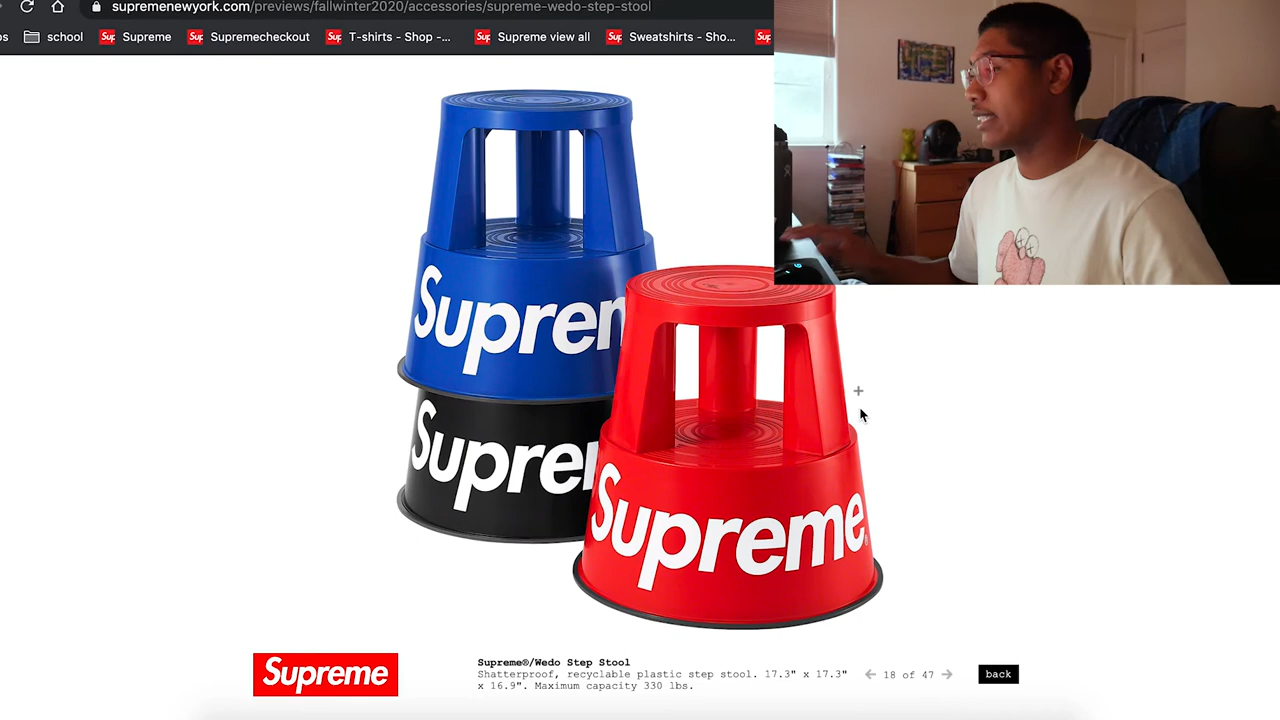 supremenewyork.com/previews/fallwinter2020/accessories/supreme-wedo-step-stool
school
Supreme
Supremecheckout
T-shirts - Shop -...
Supreme view all
Sweatshirts - Sho...
Supreme
Supreme
Supreme®/Wedo Step Stool
Shatterproof, recyclable plastic step stool. 17.3" x 17.3"
x 16.9". Maximum capacity 330 lbs.
18 of 47
back